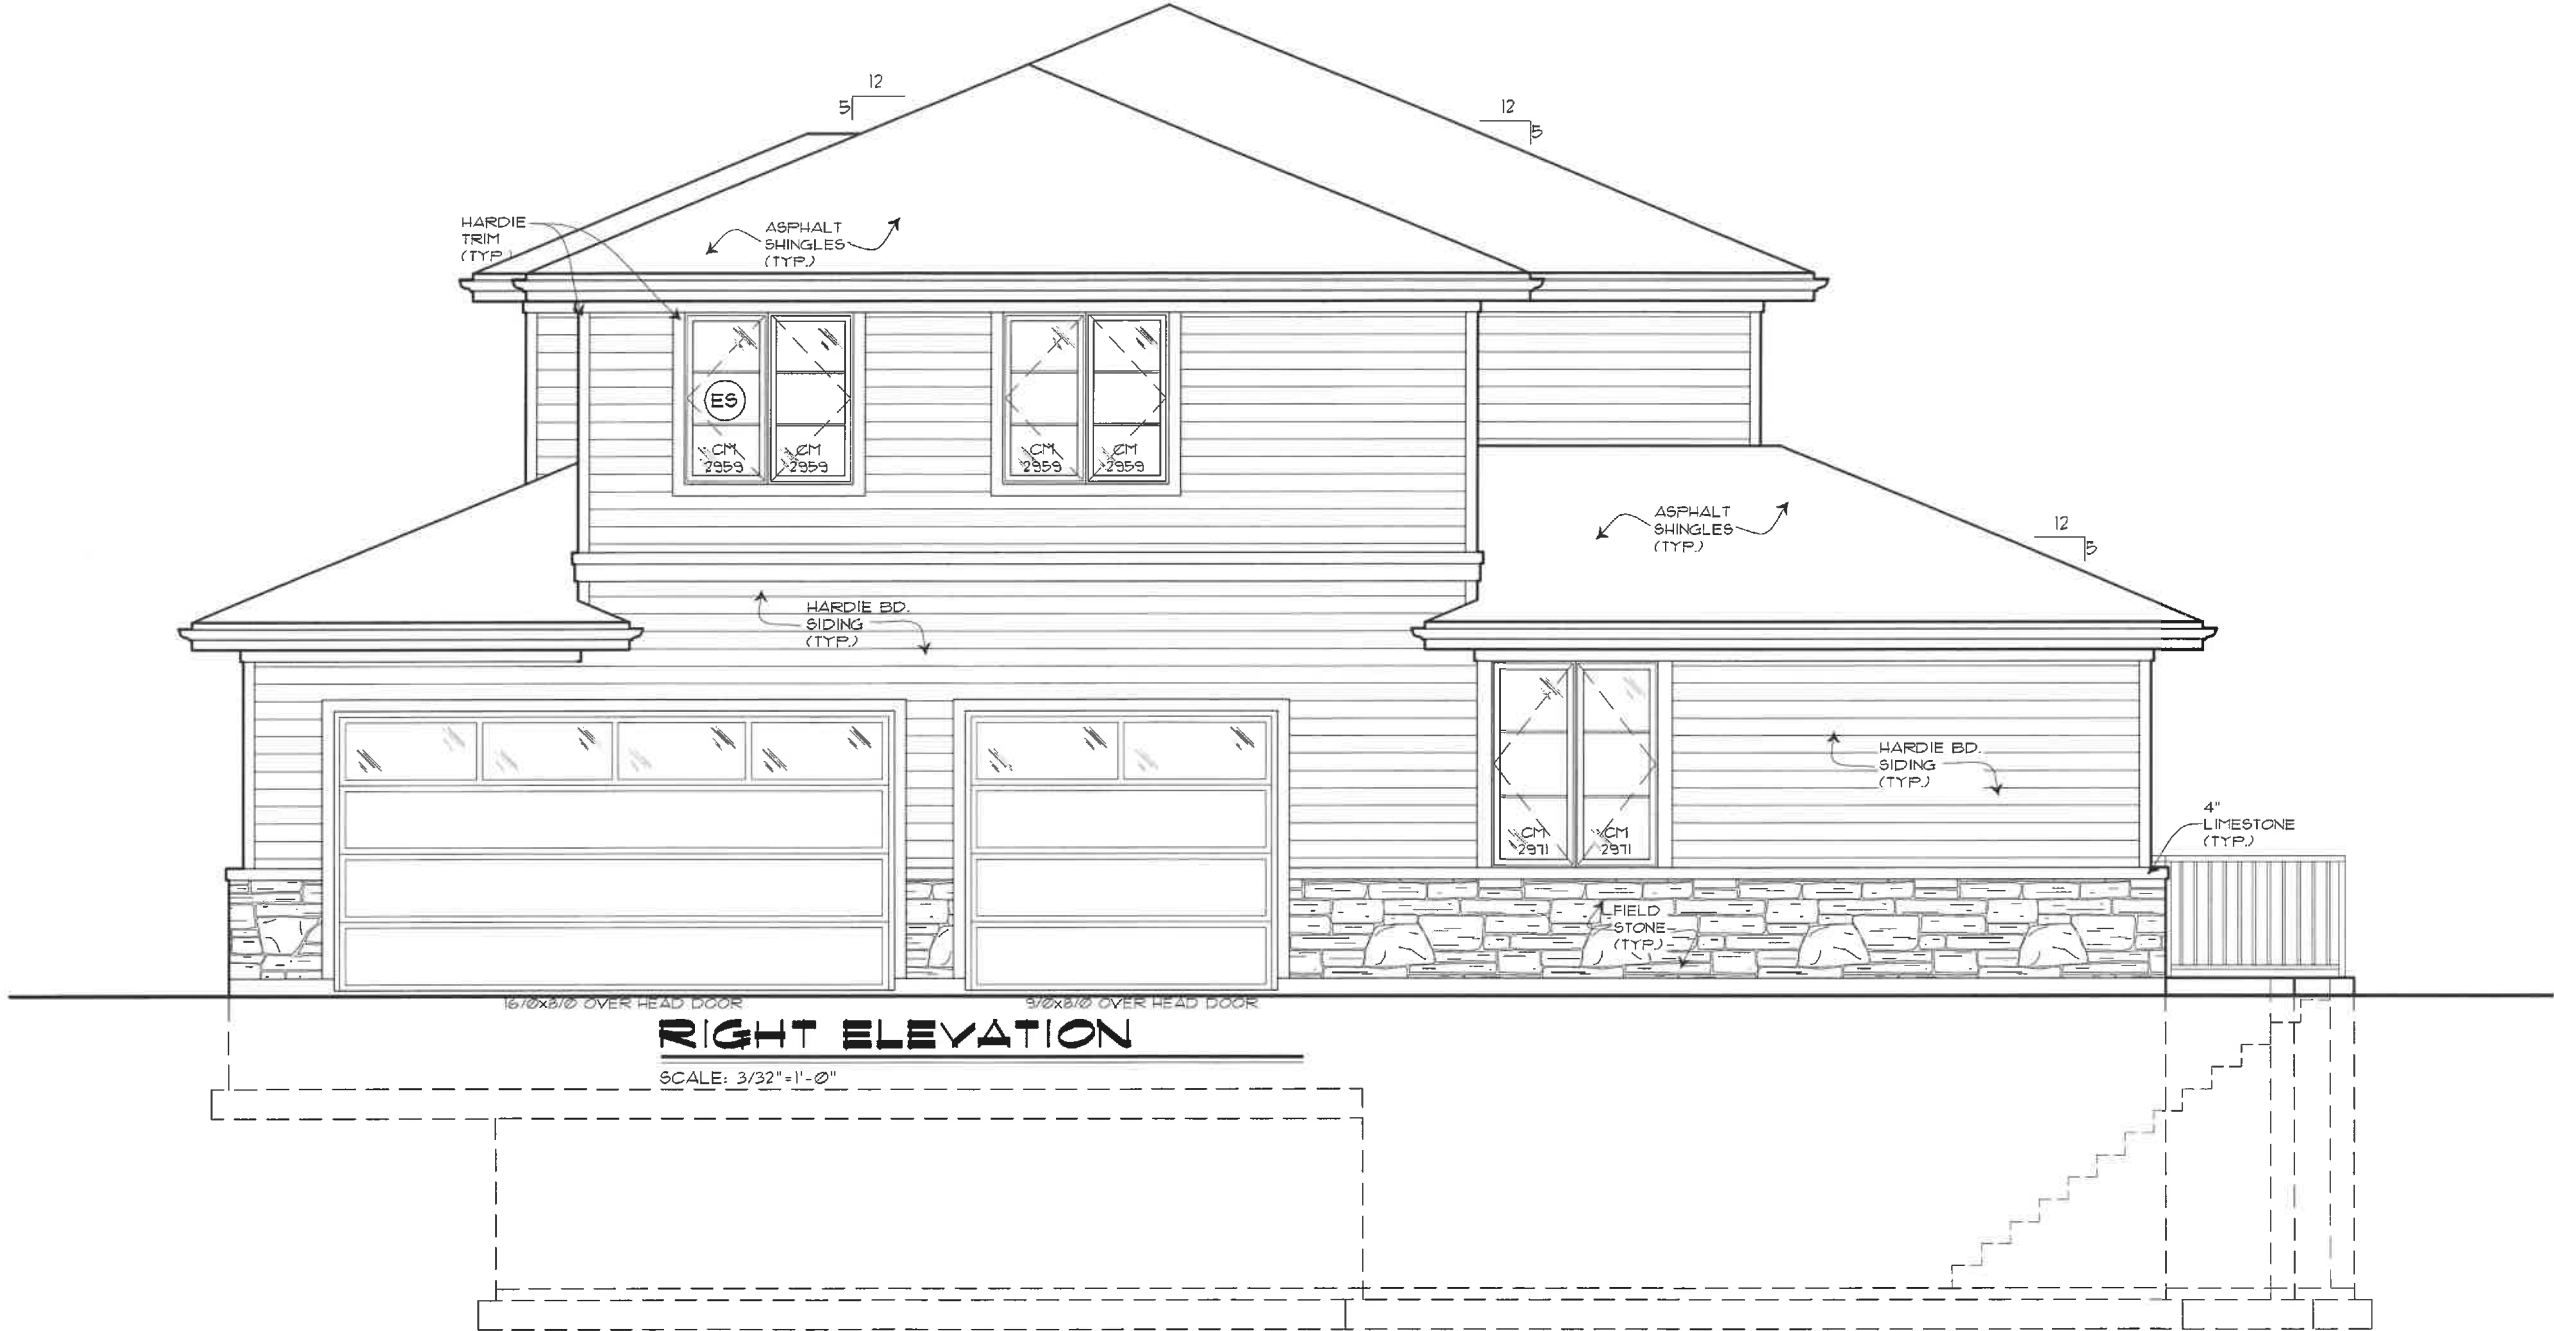 12
5
12
5
HARDIE
TRIM
(TYP.)
ASPHALT
SHINGLES
(TYP.)
ES
CM
2959
CM
2959
CM
2959
CM
2959
ASPHALT
SHINGLES
(TYP.)
12
5
HARDIE BD.
SIDING
(TYP.)
HARDIE BD.
SIDING
(TYP.)
4"
LIMESTONE
(TYP.)
CM
2971
CM
2971
FIELD
STONE
(TYP.)
16/0x8/0 OVER HEAD DOOR
9/0x8/0 OVER HEAD DOOR
RIGHT ELEVATION
SCALE: 3/32"=1'-0"